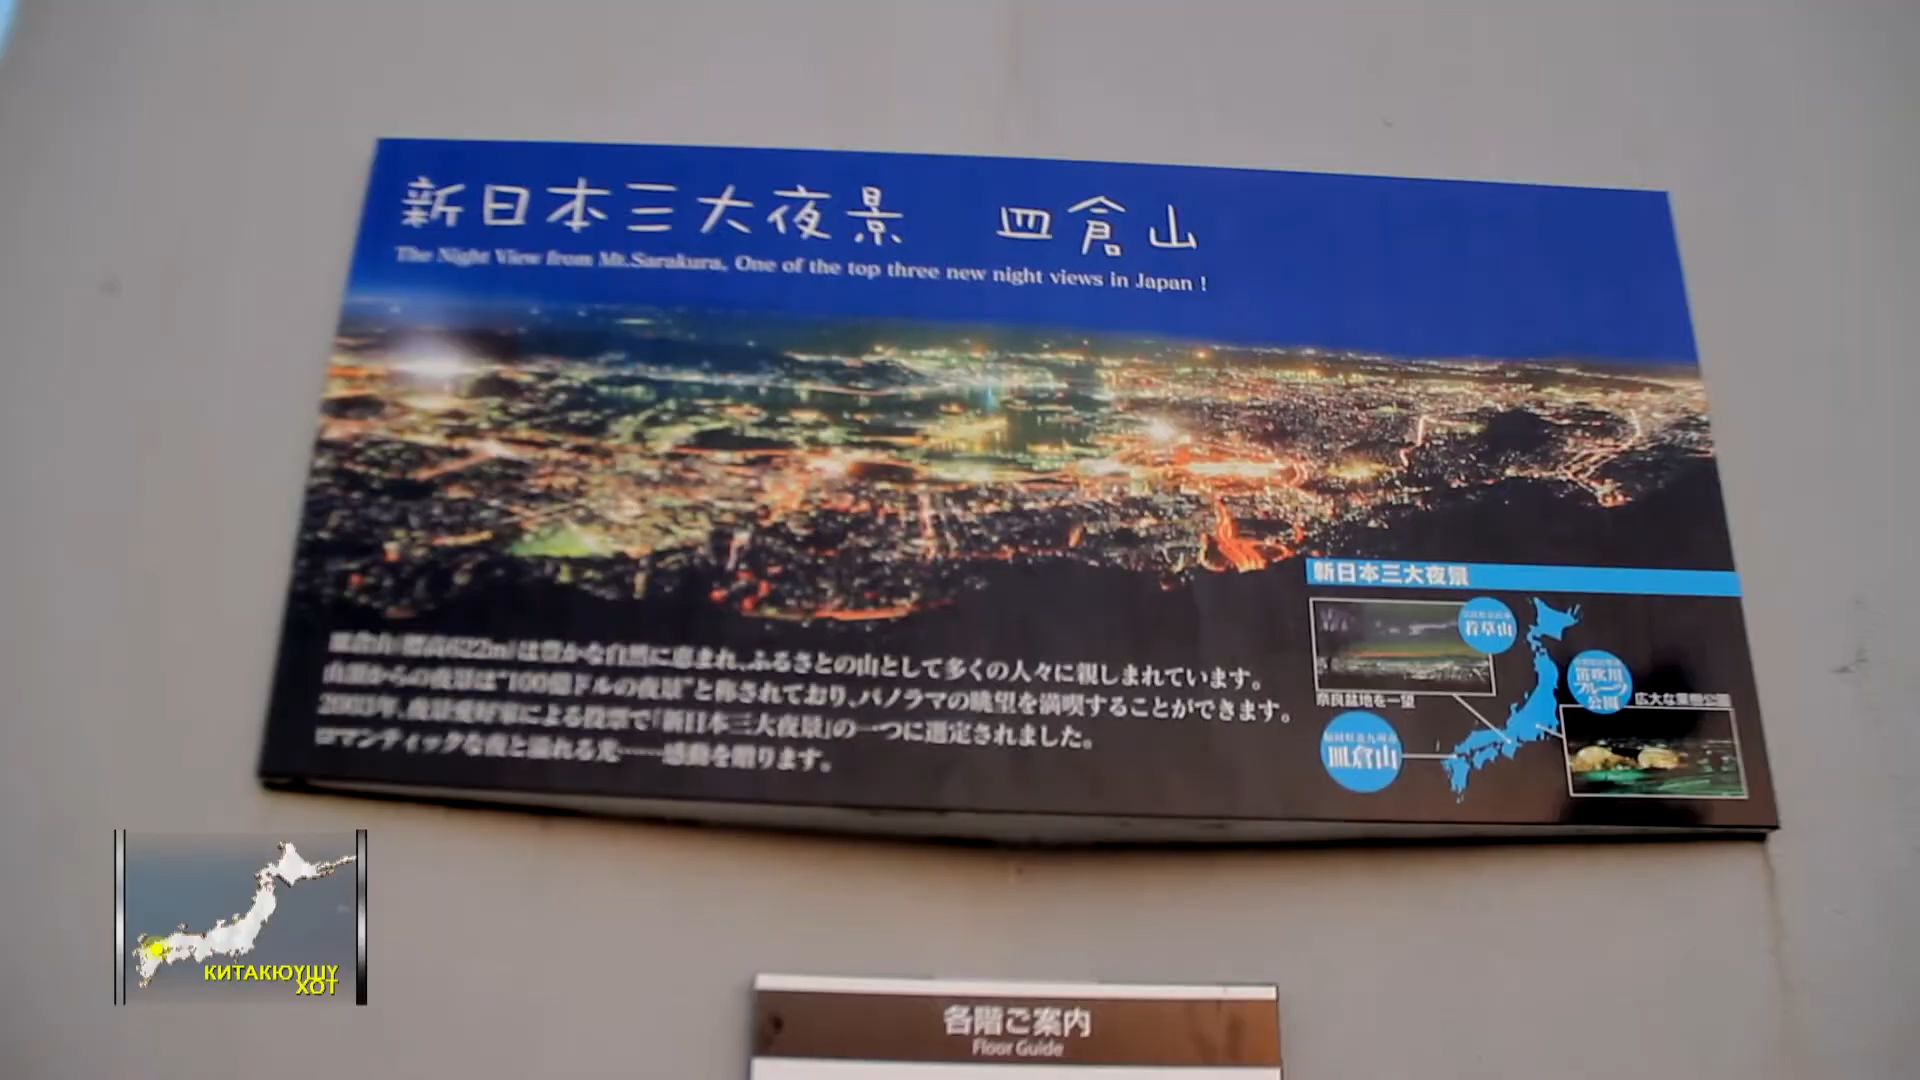 新日本三大夜景 皿倉山
The Night View from Mt.Sarakura, One of the top three new night views in Japan !
皿倉山(標高622m)は豊かな自然に恵まれ、ふるさとの山として多くの人々に親しまれています。
山頂からの夜景は“100億ドルの夜景”と称されており、パノラマの眺望を満喫することができます。
2003年、夜景愛好家による投票で「新日本三大夜景」の一つに選定されました。
ロマンティックな夜と溢れる光……感動を贈ります。
新日本三大夜景
若草山
奈良盆地を一望
笛吹川
フルーツ
公園
広大な果樹公園
皿倉山
КИТАКЮУШУ
ХОТ
各階ご案内
Floor Guide